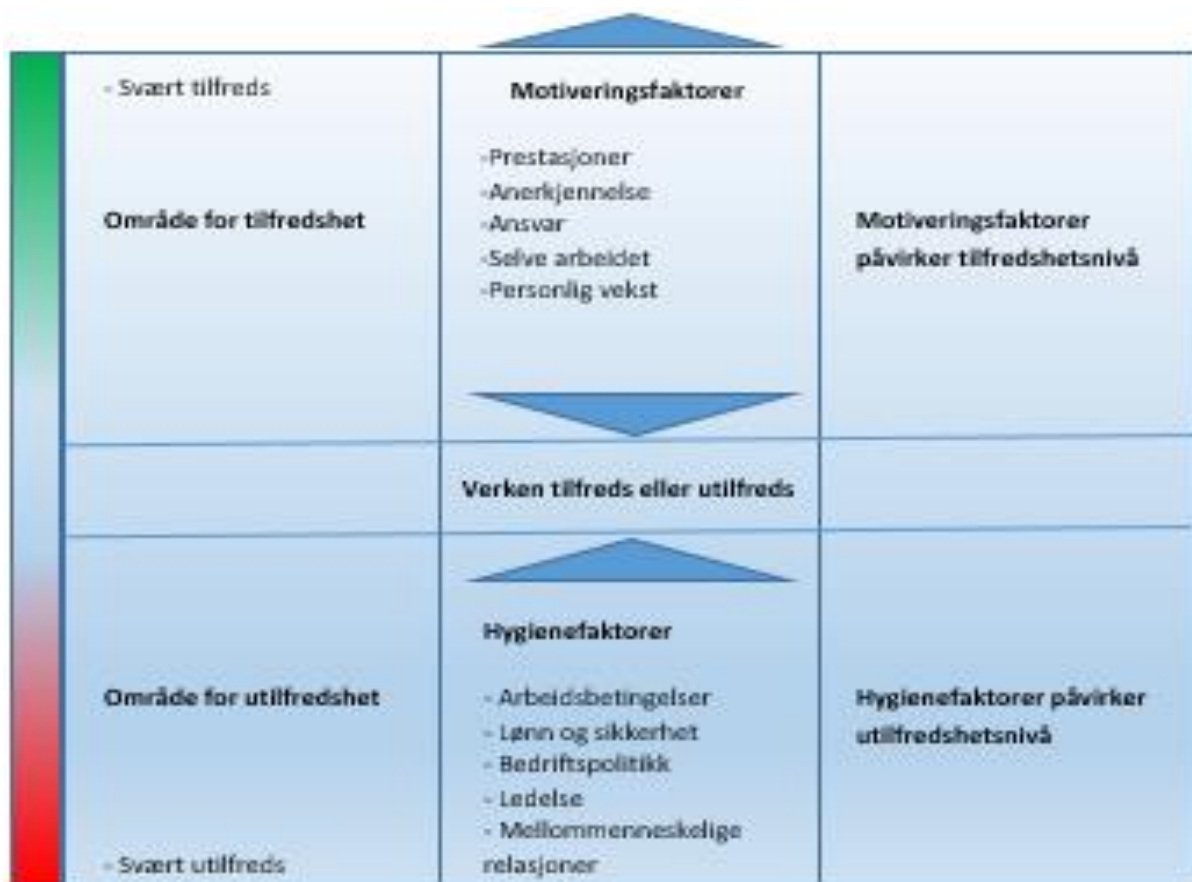 - Svært tilfreds
Område for tilfredshet
Motiveringsfaktorer
-Prestasjoner
-Anerkjennelse
-Ansvar
-Selve arbeidet
-Personlig vekst
Motiveringsfaktorer
påvirker tilfredshetsnivå
Verken tilfreds eller utilfreds
Område for utilfredshet
- Svært utilfreds
Hygienefaktorer
- Arbeidsbetingelser
- Lønn og sikkerhet
- Bedriftspolitikk
- Ledelse
- Mellommenneskelige
relasjoner
Hygienefaktorer påvirker
utilfredshetsnivå